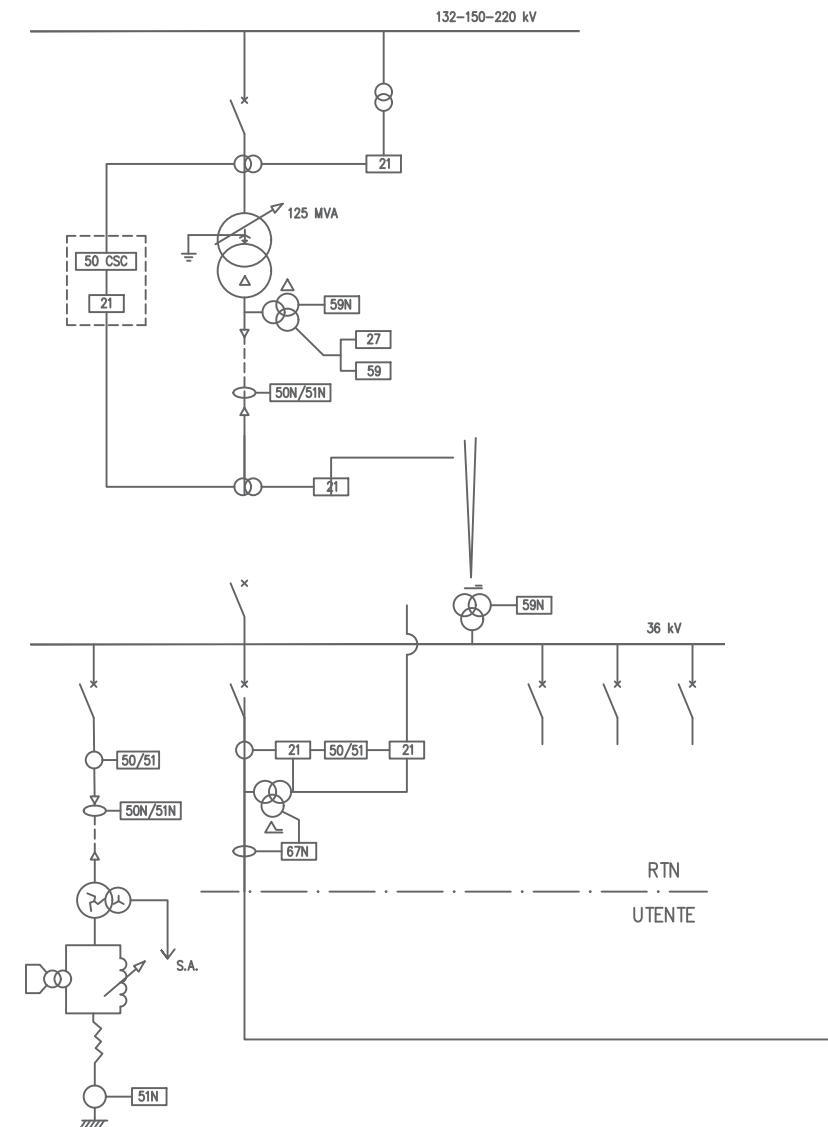 132-150-220 kV
21
125 MVA
50 CSC
21
59N
27
59
50N/51N
21
59N
36 kV
50/51
21
50/51
21
50N/51N
67N
RTN
UTENTE
S.A.
51N